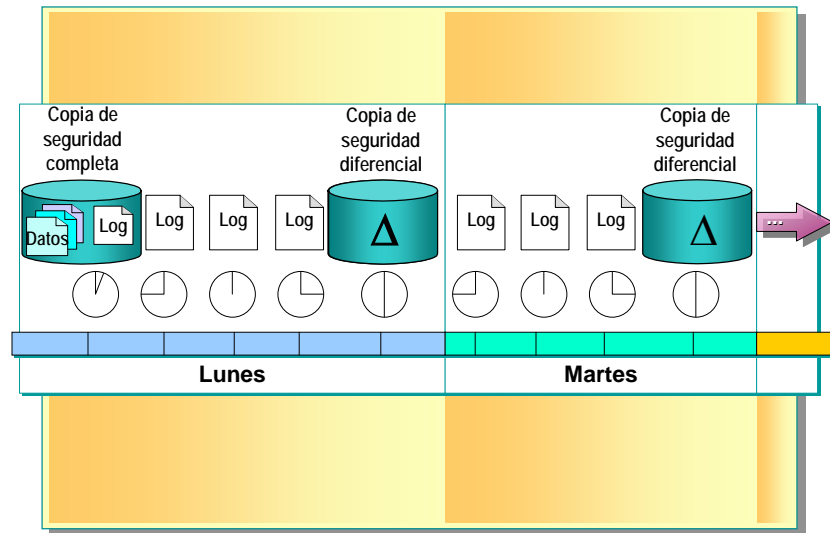 Copia de
seguridad
completa
Copia de
seguridad
diferencial
Copia de
seguridad
diferencial
Datos
Log
Log
Log
Log
Δ
Log
Log
Log
Δ
...
Lunes
Martes